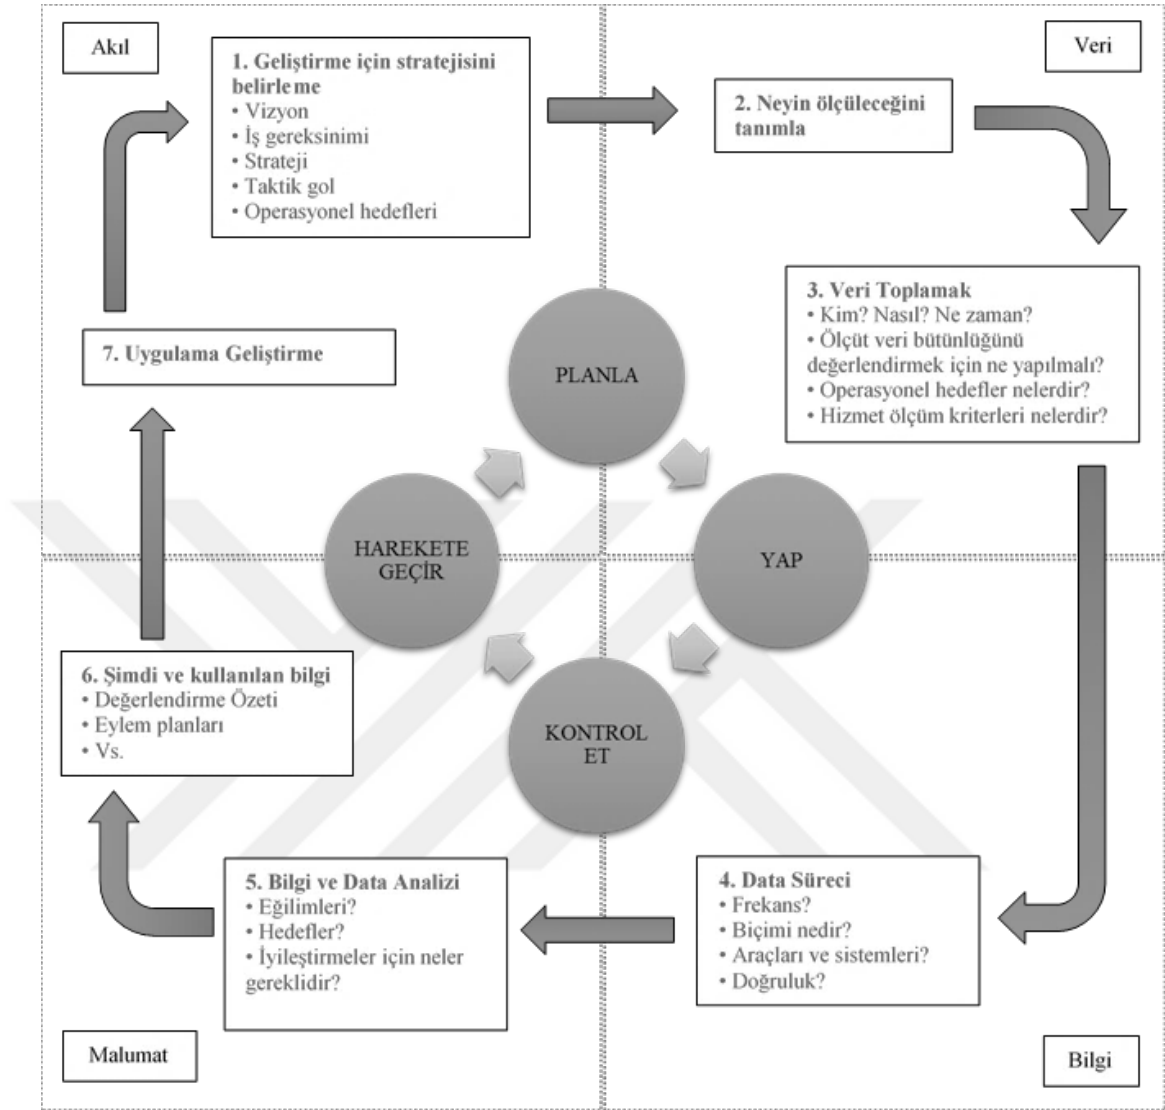 Akıl
1. Geliştirme için stratejisini
belirleme
• Vizyon
• İş gereksinimi
• Strateji
• Taktik gol
• Operasyonel hedefleri
Veri
2. Neyin ölçüleceğini
tanımla
3. Veri Toplamak
• Kim? Nasıl? Ne zaman?
• Ölçüt veri bütünlüğünü
değerlendirmek için ne yapılmalı?
• Operasyonel hedefler nelerdir?
• Hizmet ölçüm kriterleri nelerdir?
7. Uygulama Geliştirme
PLANLA
HAREKETE
GEÇİR
YAP
KONTROL
ET
6. Şimdi ve kullanılan bilgi
• Değerlendirme Özeti
• Eylem planları
• Vs.
5. Bilgi ve Data Analizi
• Eğilimleri?
• Hedefler?
• İyileştirmeler için neler
gereklidir?
4. Data Süreci
• Frekans?
• Biçimi nedir?
• Araçları ve sistemleri?
• Doğruluk?
Malumat
Bilgi